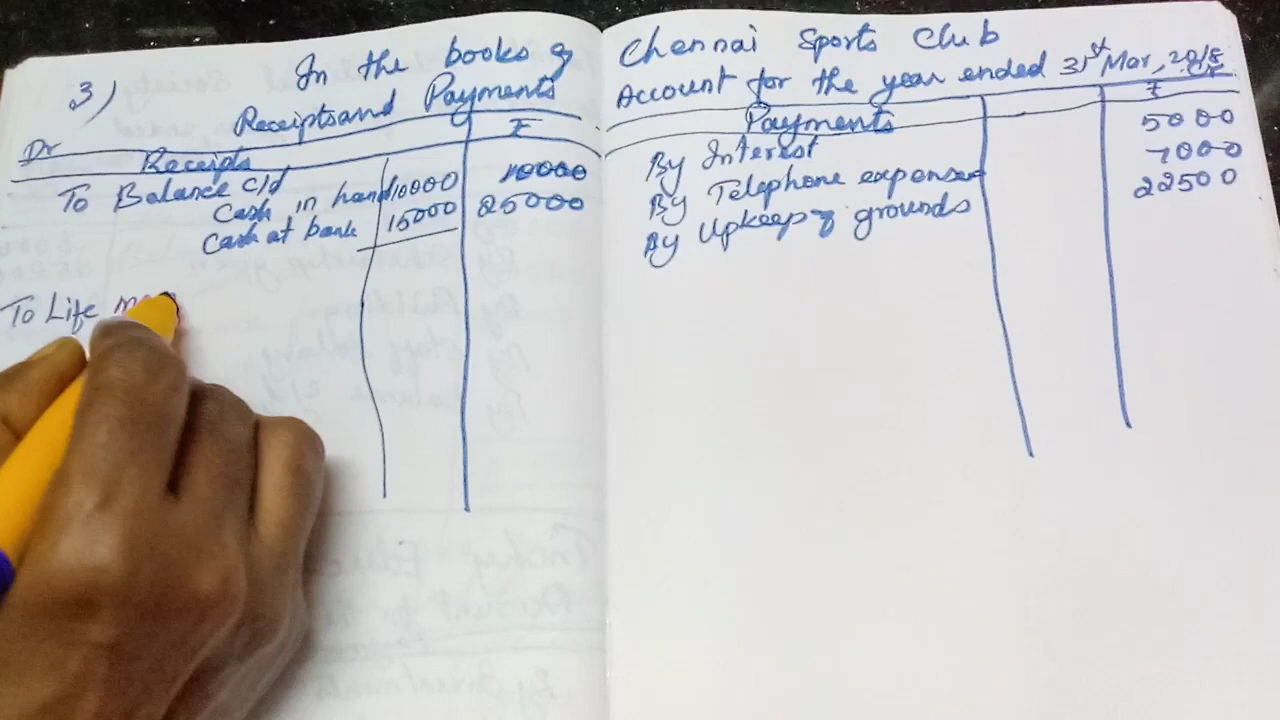 3)
In the books of Chennai Sports Club
Receipts and Payments Account for the year ended 31st Mar, 2018
Dr Receipts ₹ Payments ₹
To Balance c/d 10000 By Interest 5000
Cash in hand 10000 By Telephone expenses 7000
Cash at bank 15000 25000 By Upkeep of grounds 22500
To Life